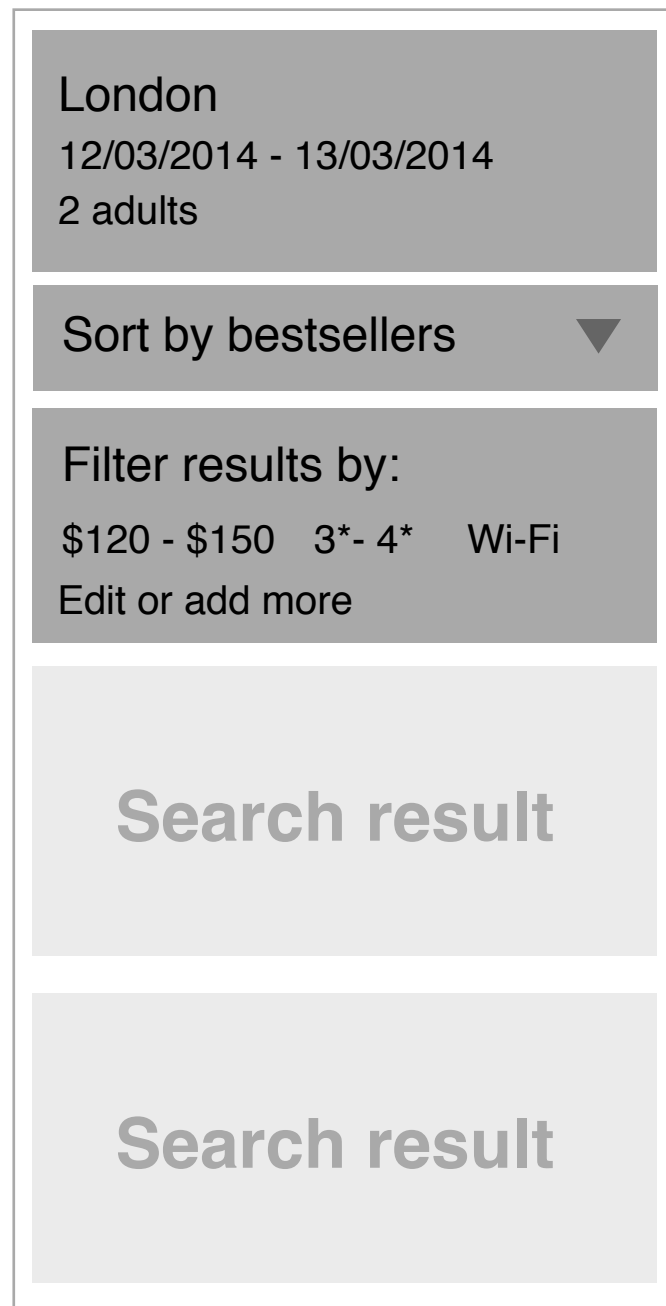 London
12/03/2014 - 13/03/2014
2 adults
Sort by bestsellers
Filter results by:
$120 - $150 3*- 4* Wi-Fi
Edit or add more
Search result
Search result